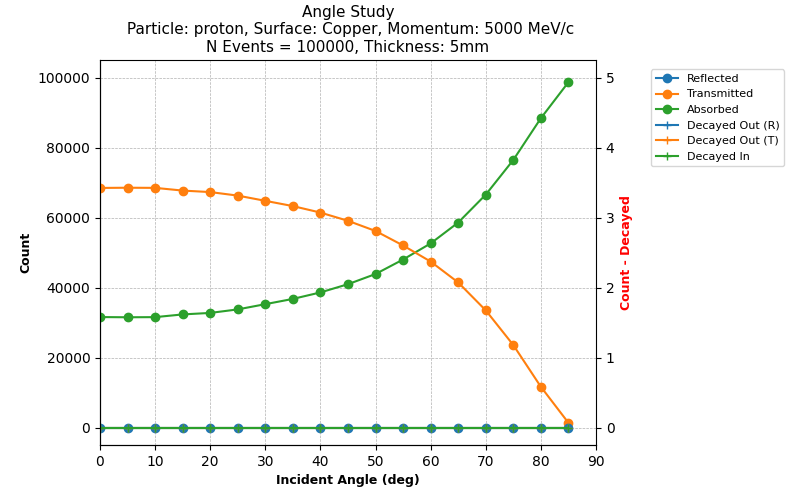 Angle Study
Particle: proton, Surface: Copper, Momentum: 5000 MeV/c
N Events = 100000, Thickness: 5mm
100000
80000
60000
40000
20000
0
Count
5
4
3
2
1
0
Count - Decayed
0 10 20 30 40 50 60 70 80 90
Incident Angle (deg)
Reflected
Transmitted
Absorbed
Decayed Out (R)
Decayed Out (T)
Decayed In